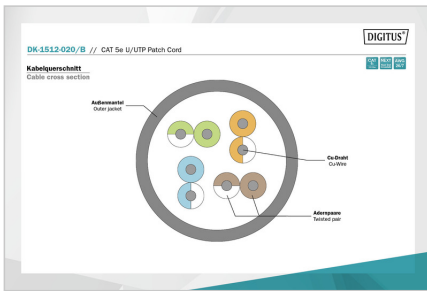 DIGITUS®
DK-1512-020/B // CAT 5e U/UTP Patch Cord
Kabelquerschnitt
Cable cross section
Außenmantel
Outer jacket
Cu-Draht
Cu-Wire
Adernpaare
Twisted pair